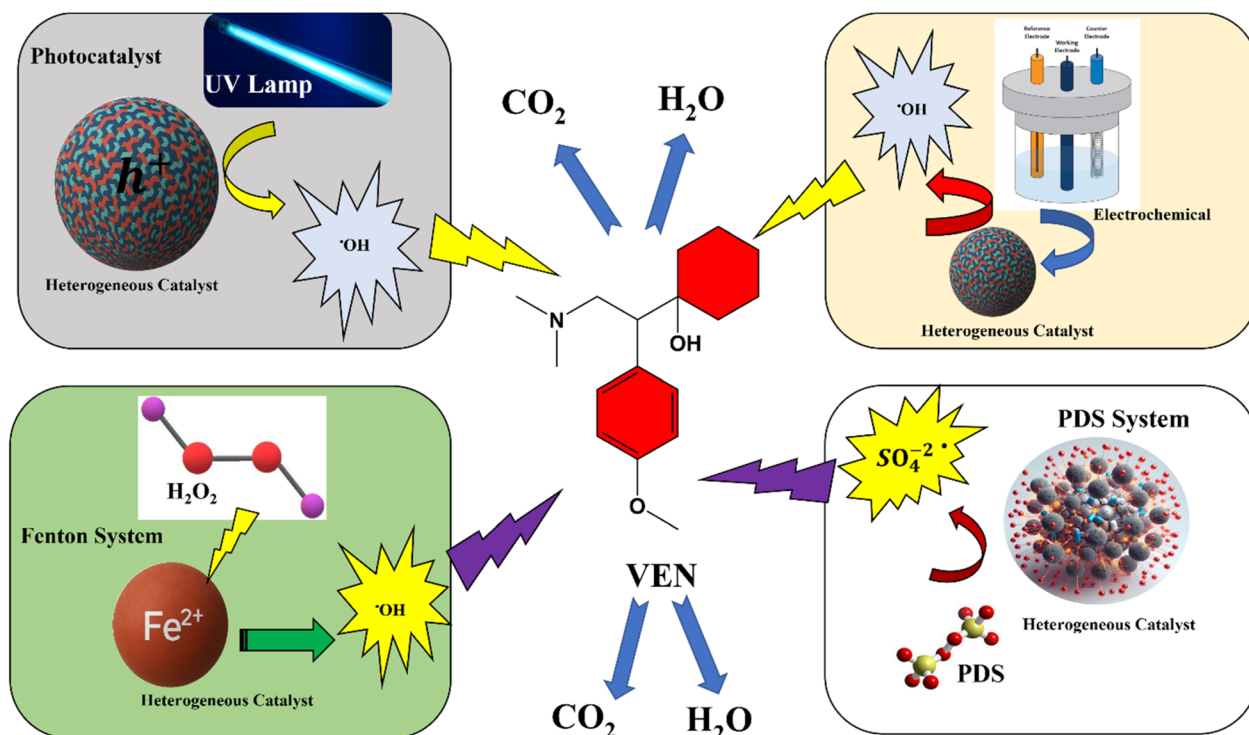 Photocatalyst
UV Lamp
h⁺
•OH
Heterogeneous Catalyst
CO₂
H₂O
Reference Electrode
Working Electrode
Counter Electrode
•OH
Electrochemical
Heterogeneous Catalyst
N
OH
O
VEN
CO₂
H₂O
H₂O₂
Fenton System
Fe²⁺
•OH
Heterogeneous Catalyst
PDS System
SO₄⁻² •
Heterogeneous Catalyst
PDS